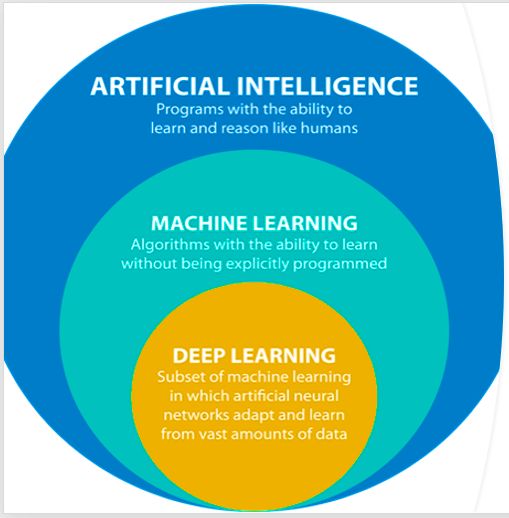 ARTIFICIAL INTELLIGENCE
Programs with the ability to
learn and reason like humans
MACHINE LEARNING
Algorithms with the ability to learn
without being explicitly programmed
DEEP LEARNING
Subset of machine learning
in which artificial neural
networks adapt and learn
from vast amounts of data